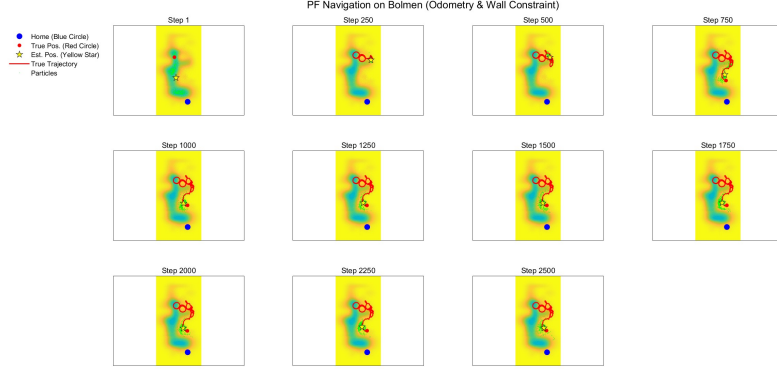 PF Navigation on Bolmen (Odometry & Wall Constraint)
Home (Blue Circle)
True Pos. (Red Circle)
Est. Pos. (Yellow Star)
True Trajectory
Particles
Step 1
Step 250
Step 500
Step 750
Step 1000
Step 1250
Step 1500
Step 1750
Step 2000
Step 2250
Step 2500